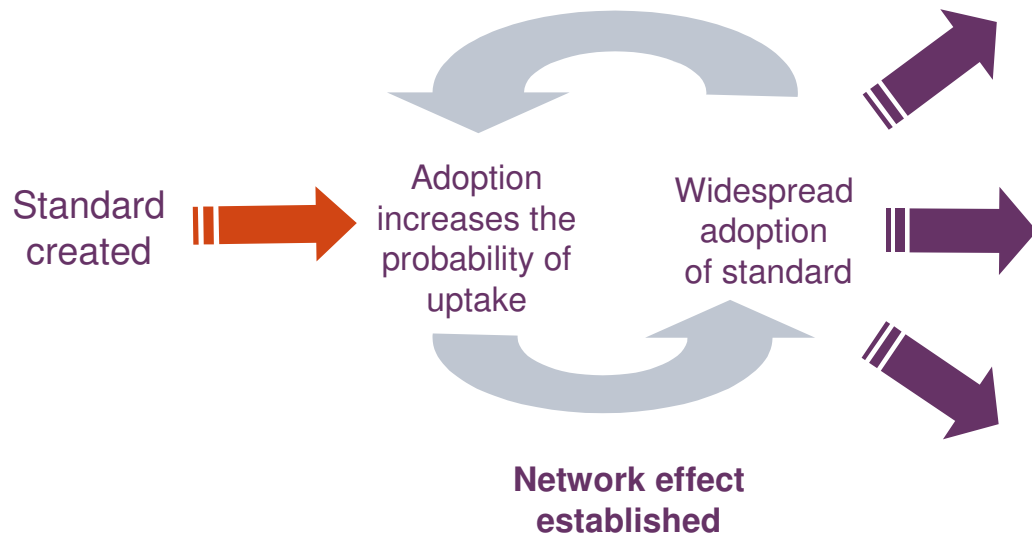 Standard
created
Adoption
increases the
probability of
uptake
Widespread
adoption
of standard
Network effect
established